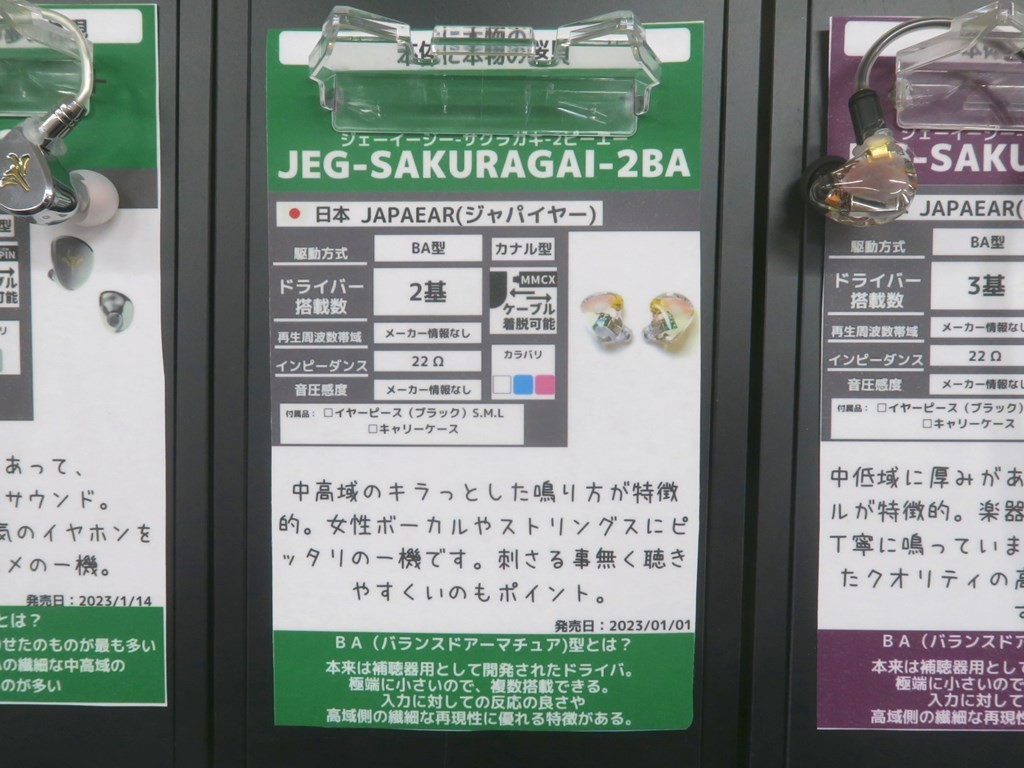 あって、
サウンド。
気のイヤホンを
メの一機。
発売日：2023/1/14
とは？
のせたのものが最も多い
の繊細な中高域の
のが多い
ジェーイージー-サクラガキ-2ビーエー
JEG-SAKURAGAI-2BA
日本 JAPAEAR(ジャパイヤー)
駆動方式
BA型
カナル型
ドライバー
搭載数
2基
MMCX
ケーブル
着脱可能
再生周波数帯域
メーカー情報なし
インピーダンス
22 Ω
カラバリ
音圧感度
メーカー情報なし
付属品： □イヤーピース（ブラック）S.M.L
□キャリーケース
中高域のキラっとした鳴り方が特徴
的。女性ボーカルやストリングスにピ
ッタリの一機です。刺さる事無く聴き
やすくいのもポイント。
発売日：2023/01/01
ＢＡ（バランスドアーマチュア)型とは？
本来は補聴器用として開発されたドライバ。
極端に小さいので、複数搭載できる。
入力に対しての反応の良さや
高域側の繊細な再現性に優れる特徴がある。
JAPAEAR(
駆動方式
BA型
ドライバー
搭載数
3基
再生周波数帯域
メーカー情報なし
インピーダンス
22 Ω
音圧感度
メーカー情報なし
付属品： □イヤーピース（ブラック）
□キャリーケース
中低域に厚みがあ
ルが特徴的。楽器
丁寧に鳴っていま
たクオリティの高
ＢＡ（バランスドア
本来は補聴器用として
極端に小さいので
入力に対して
高域側の繊細な再現性